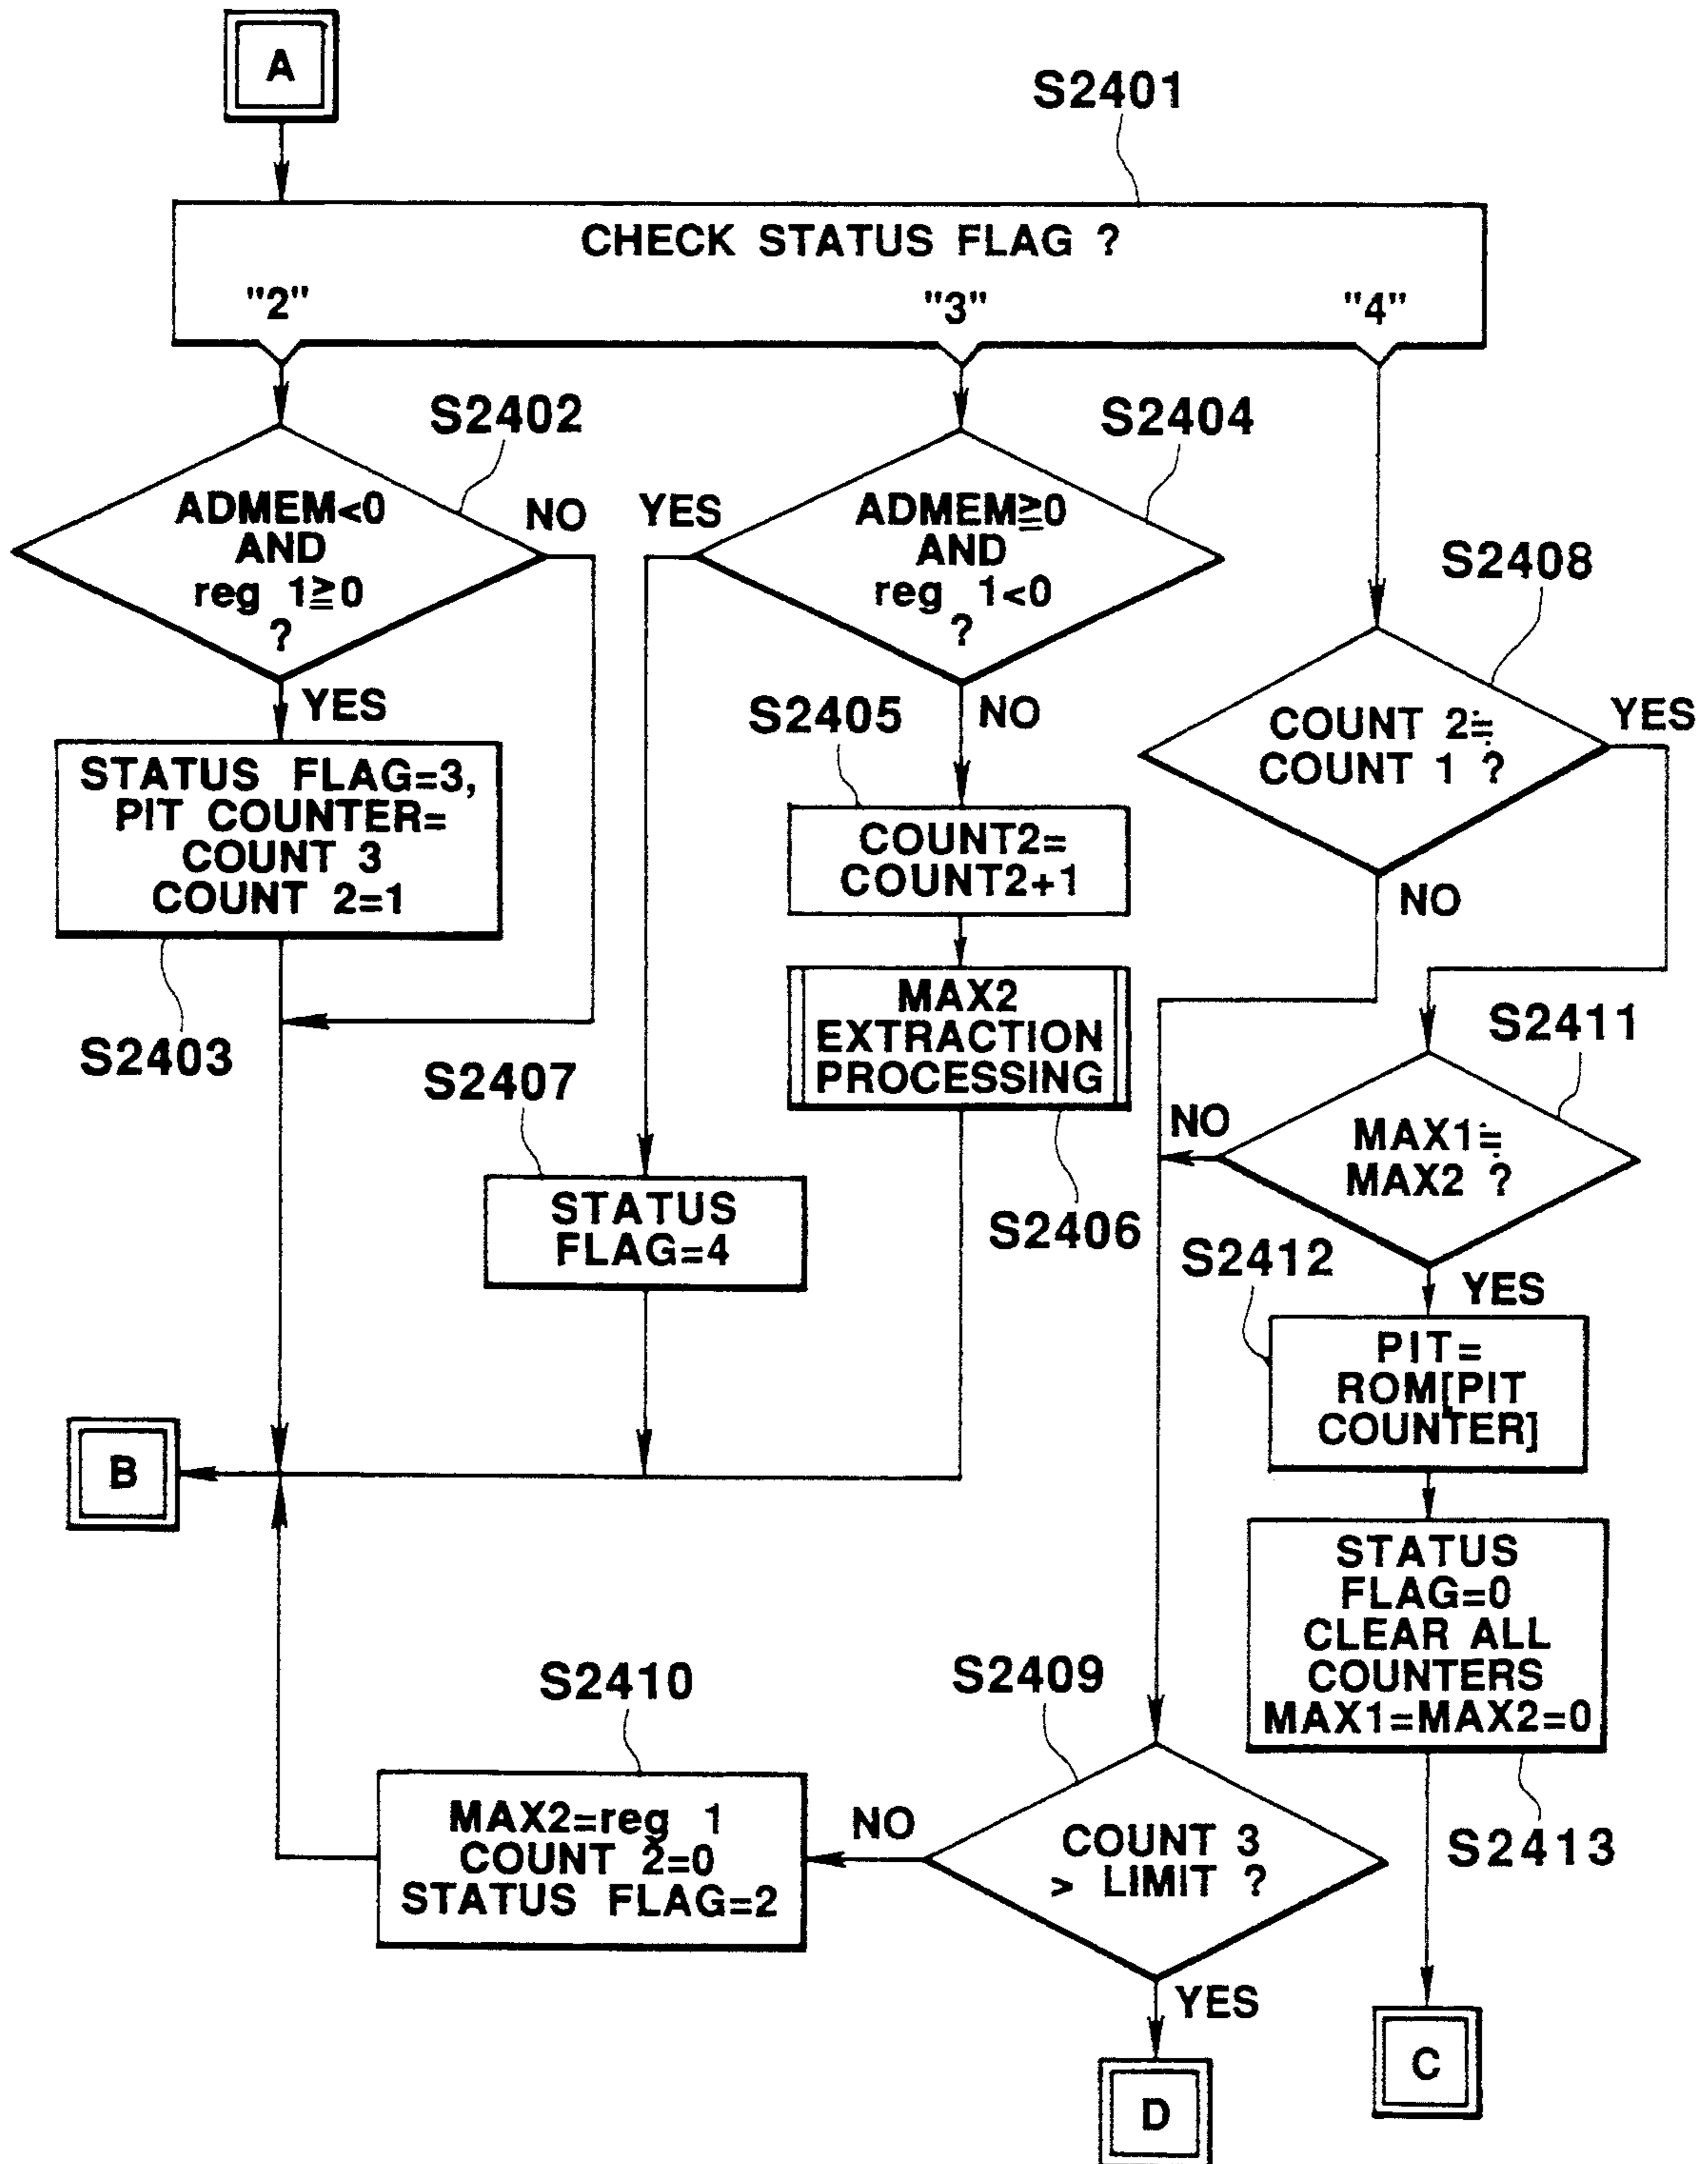 A
S2401
CHECK STATUS FLAG ?
"2"
"3"
"4"
S2402
ADMEM<0
AND
reg 1≧0
?
NO
YES
S2403
STATUS FLAG=3,
PIT COUNTER=
COUNT 3
COUNT 2=1
S2404
YES
ADMEM≧0
AND
reg 1<0
?
NO
S2405
COUNT2=
COUNT2+1
MAX2
EXTRACTION
PROCESSING
S2406
S2407
STATUS
FLAG=4
S2408
COUNT 2≒
COUNT 1 ?
YES
NO
S2411
NO
MAX1≒
MAX2 ?
YES
S2412
PIT=
ROM[PIT
COUNTER]
STATUS
FLAG=0
CLEAR ALL
COUNTERS
MAX1=MAX2=0
S2413
B
S2410
MAX2=reg 1
COUNT 2=0
STATUS FLAG=2
NO
S2409
COUNT 3
> LIMIT ?
YES
D
C